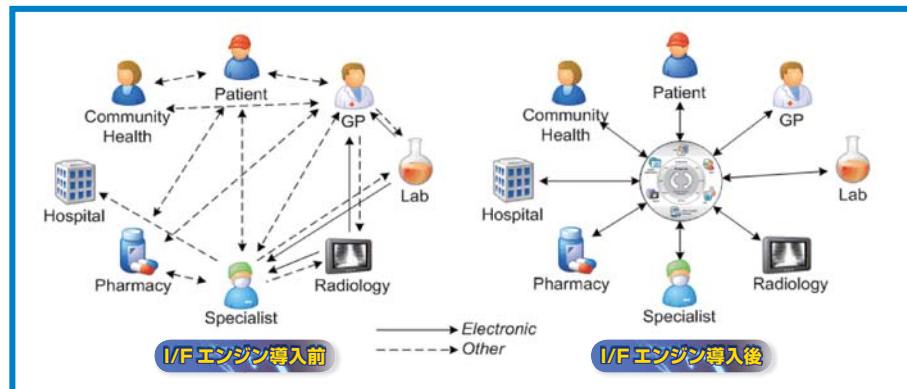 Patient
Community
Health
GP
Lab
Hospital
Pharmacy
Radiology
Specialist
Electronic
Other
I/F エンジン導入前
Patient
Community
Health
GP
Lab
Hospital
Pharmacy
Radiology
Specialist
I/F エンジン導入後